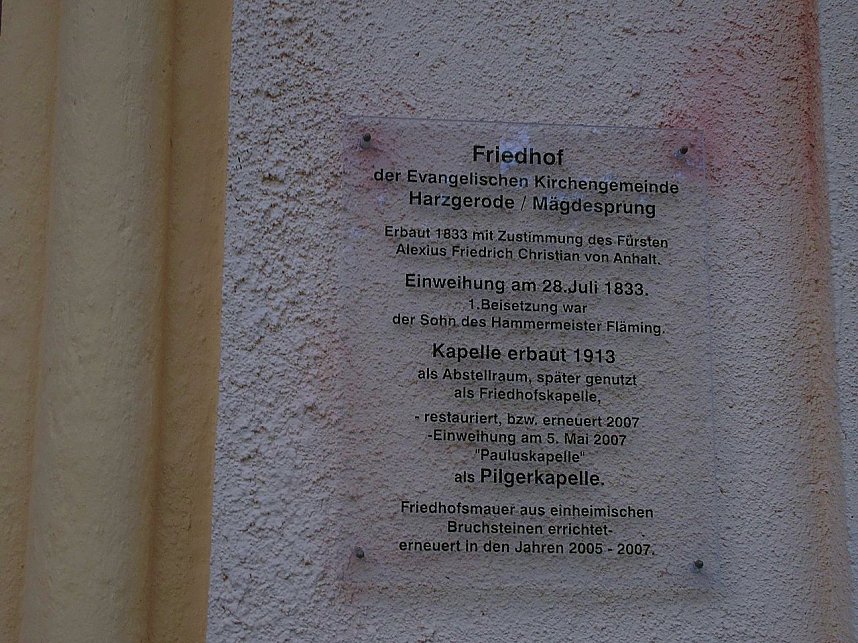 Friedhof
der Evangelischen Kirchengemeinde
Harzgerode / Mägdesprung
Erbaut 1833 mit Zustimmung des Fürsten
Alexius Friedrich Christian von Anhalt.
Einweihung am 28.Juli 1833.
1.Beisetzung war
der Sohn des Hammermeister Fläming.
Kapelle erbaut 1913
als Abstellraum, später genutzt
als Friedhofskapelle,
- restauriert, bzw. erneuert 2007
-Einweihung am 5. Mai 2007
"Pauluskapelle"
als Pilgerkapelle.
Friedhofsmauer aus einheimischen
Bruchsteinen errichtet-
erneuert in den Jahren 2005 - 2007.